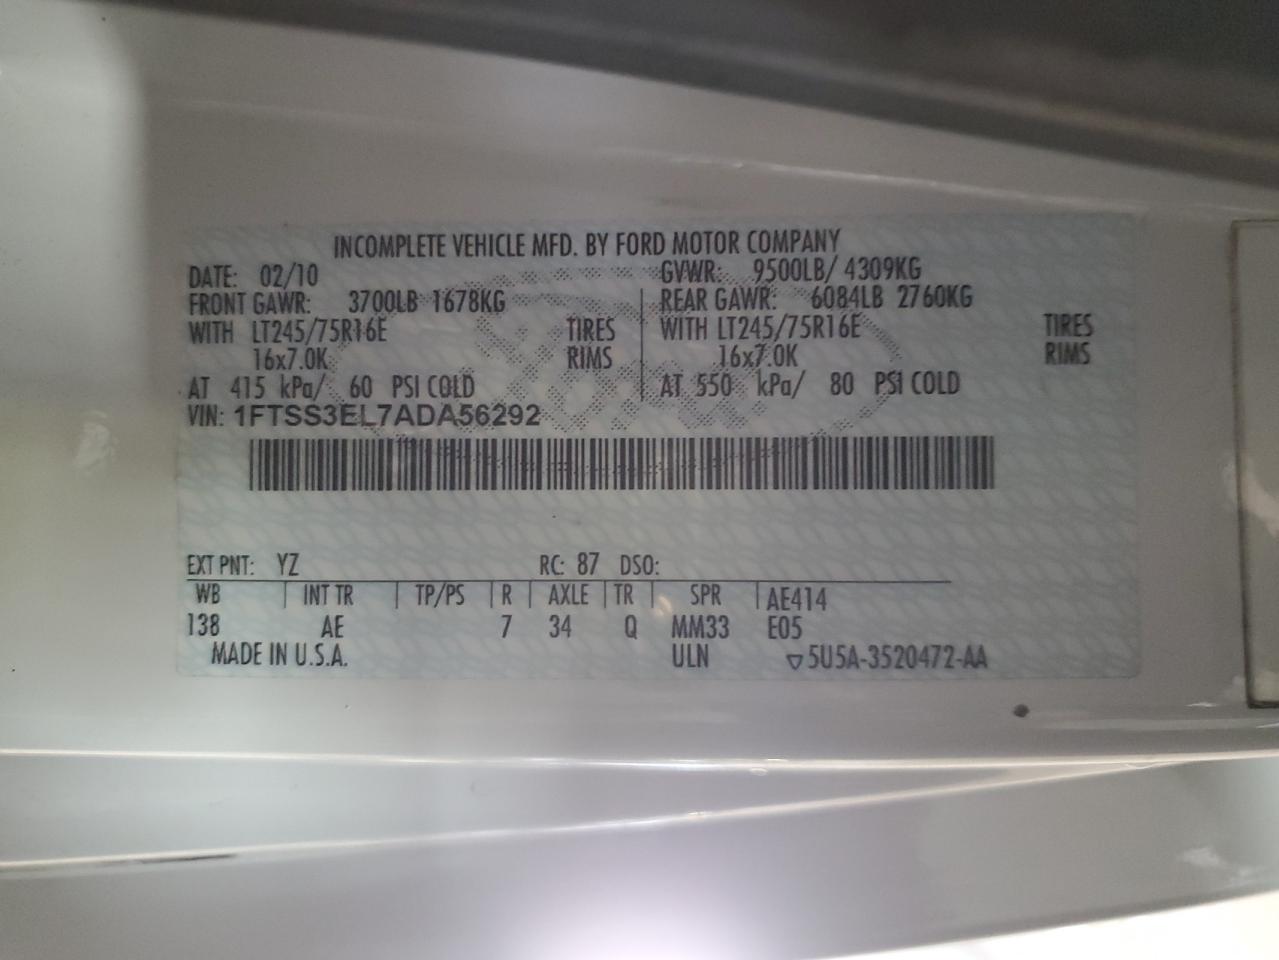 INCOMPLETE VEHICLE MFD. BY FORD MOTOR COMPANY
DATE: 02/10 GVWR: 9500LB/ 4309KG
FRONT GAWR: 3700LB 1678KG REAR GAWR: 6084LB 2760KG
WITH LT245/75R16E TIRES WITH LT245/75R16E TIRES
16x7.0K RIMS 16x7.0K RIMS
AT 415 kPa/ 60 PSI COLD AT 550 kPa/ 80 PSI COLD
VIN: 1FTSS3EL7ADA56292
EXT PNT: YZ RC: 87 DSO:
WB INT TR TP/PS R AXLE TR SPR AE414
138 AE 7 34 Q MM33 E05
MADE IN U.S.A. ULN ▽5U5A-3520472-AA